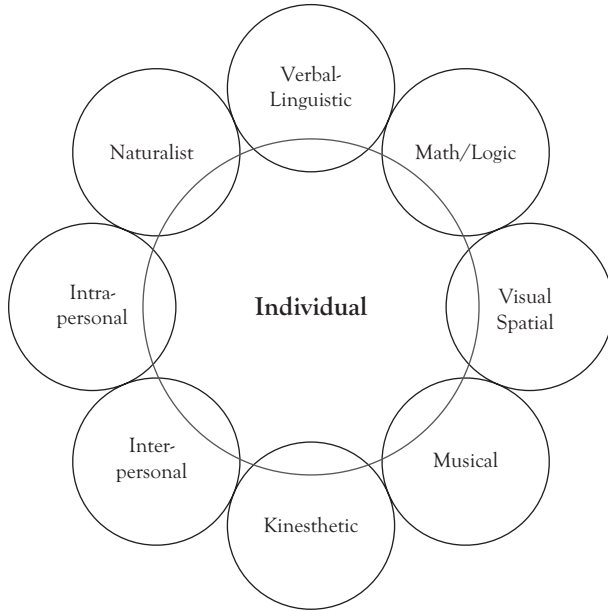 Verbal-
Linguistic
Naturalist
Math/Logic
Intra-
personal
Individual
Visual
Spatial
Inter-
personal
Musical
Kinesthetic